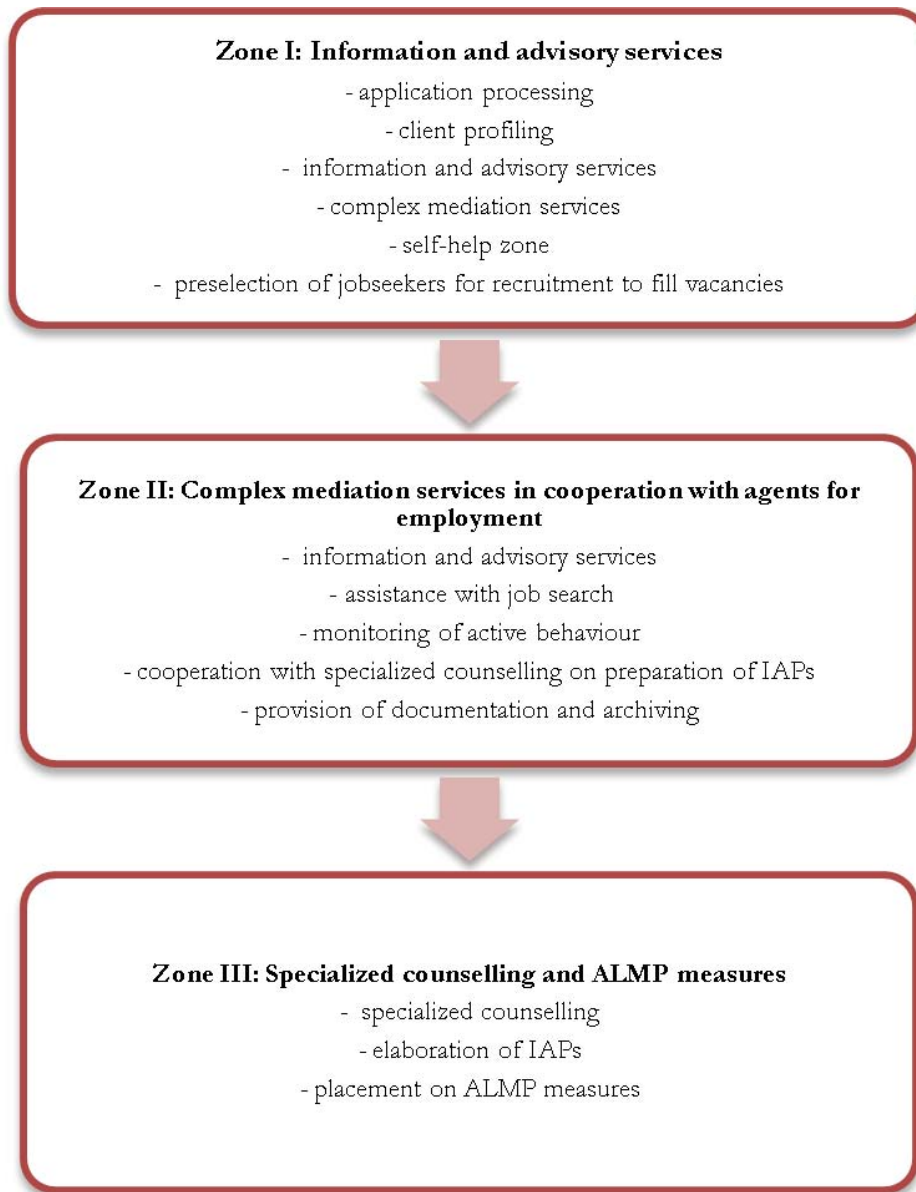 Zone I: Information and advisory services
- application processing
- client profiling
- information and advisory services
- complex mediation services
- self-help zone
- preselection of jobseekers for recruitment to fill vacancies
Zone II: Complex mediation services in cooperation with agents for
employment
- information and advisory services
- assistance with job search
- monitoring of active behaviour
- cooperation with specialized counselling on preparation of IAPs
- provision of documentation and archiving
Zone III: Specialized counselling and ALMP measures
- specialized counselling
- elaboration of IAPs
- placement on ALMP measures